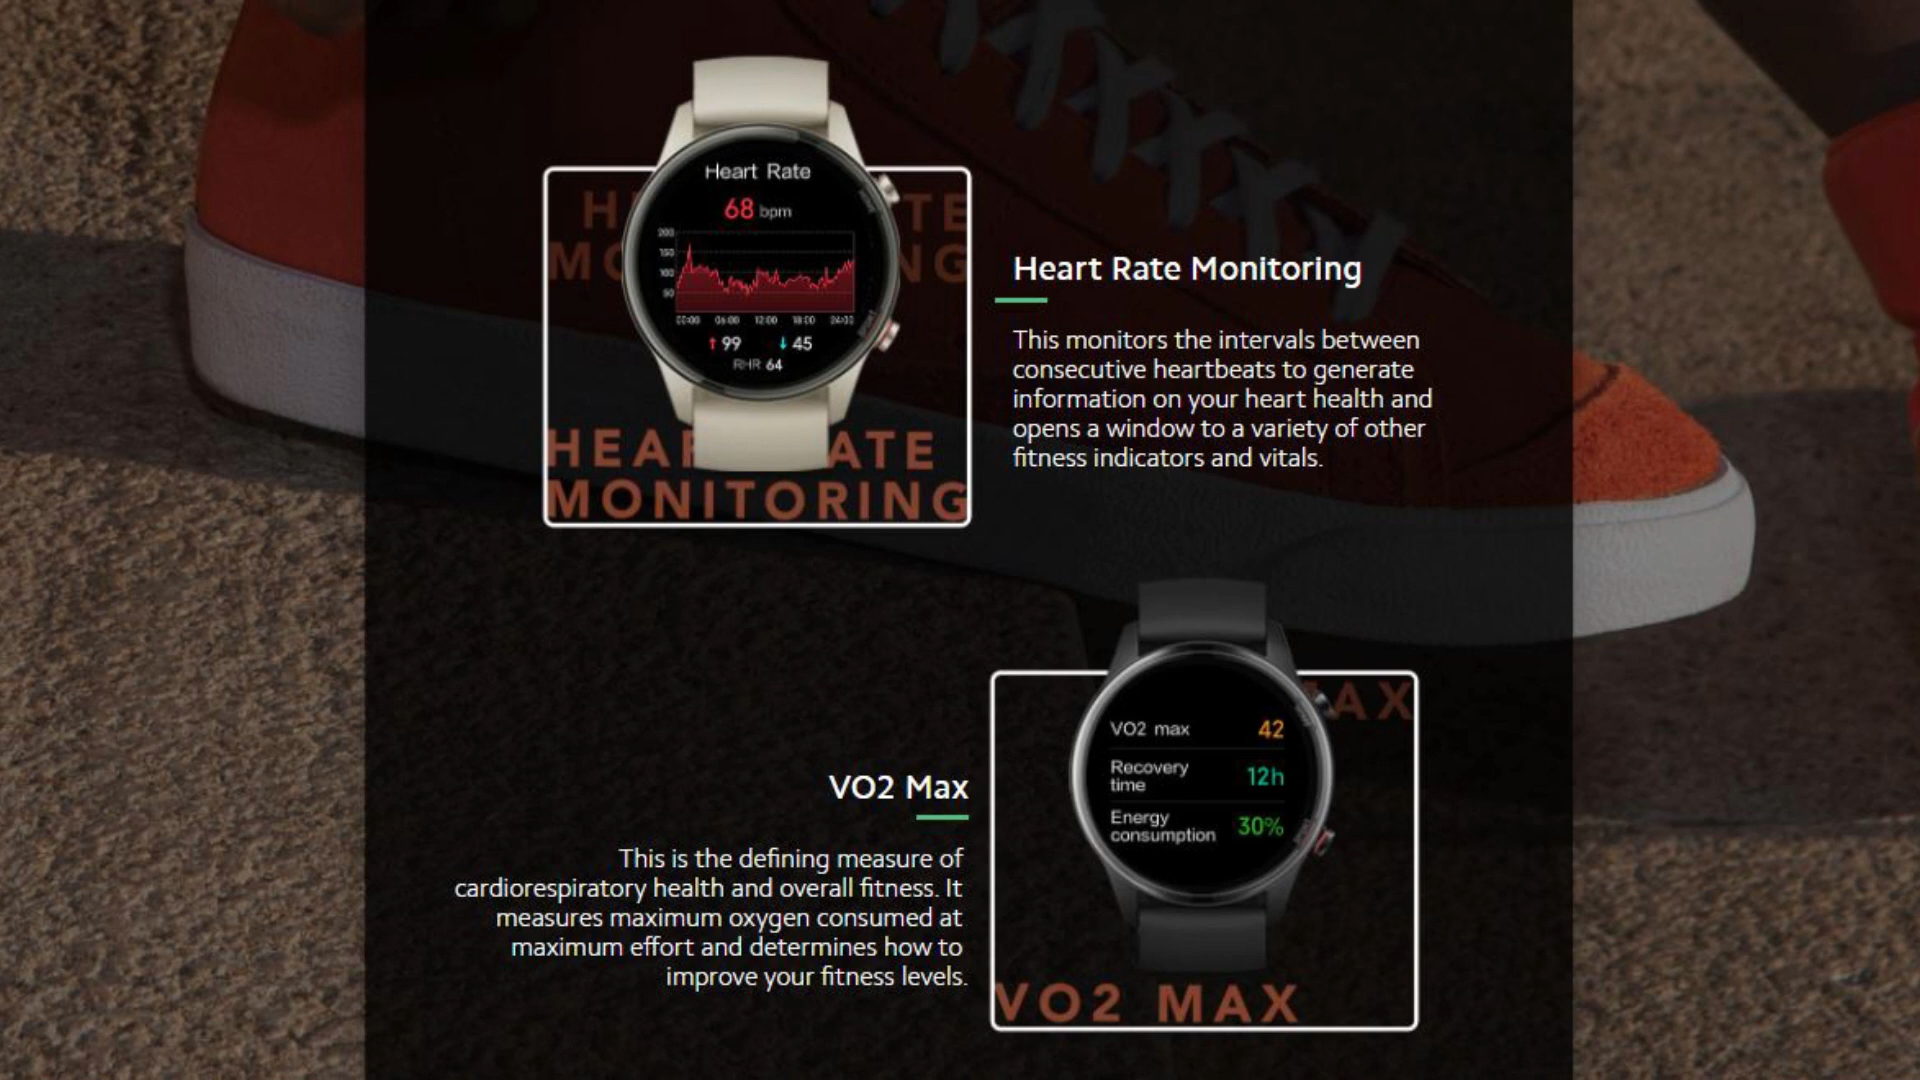 Heart Rate
68 bpm
200
150
100
50
00:00 06:00 12:00 18:00 24:00
↑ 99 ↓ 45
RHR 64
HEART RATE
MONITORING
Heart Rate Monitoring
This monitors the intervals between
consecutive heartbeats to generate
information on your heart health and
opens a window to a variety of other
fitness indicators and vitals.
VO2 Max
This is the defining measure of
cardiorespiratory health and overall fitness. It
measures maximum oxygen consumed at
maximum effort and determines how to
improve your fitness levels.
AX
VO2 max 42
Recovery
time 12h
Energy
consumption 30%
VO2 MAX